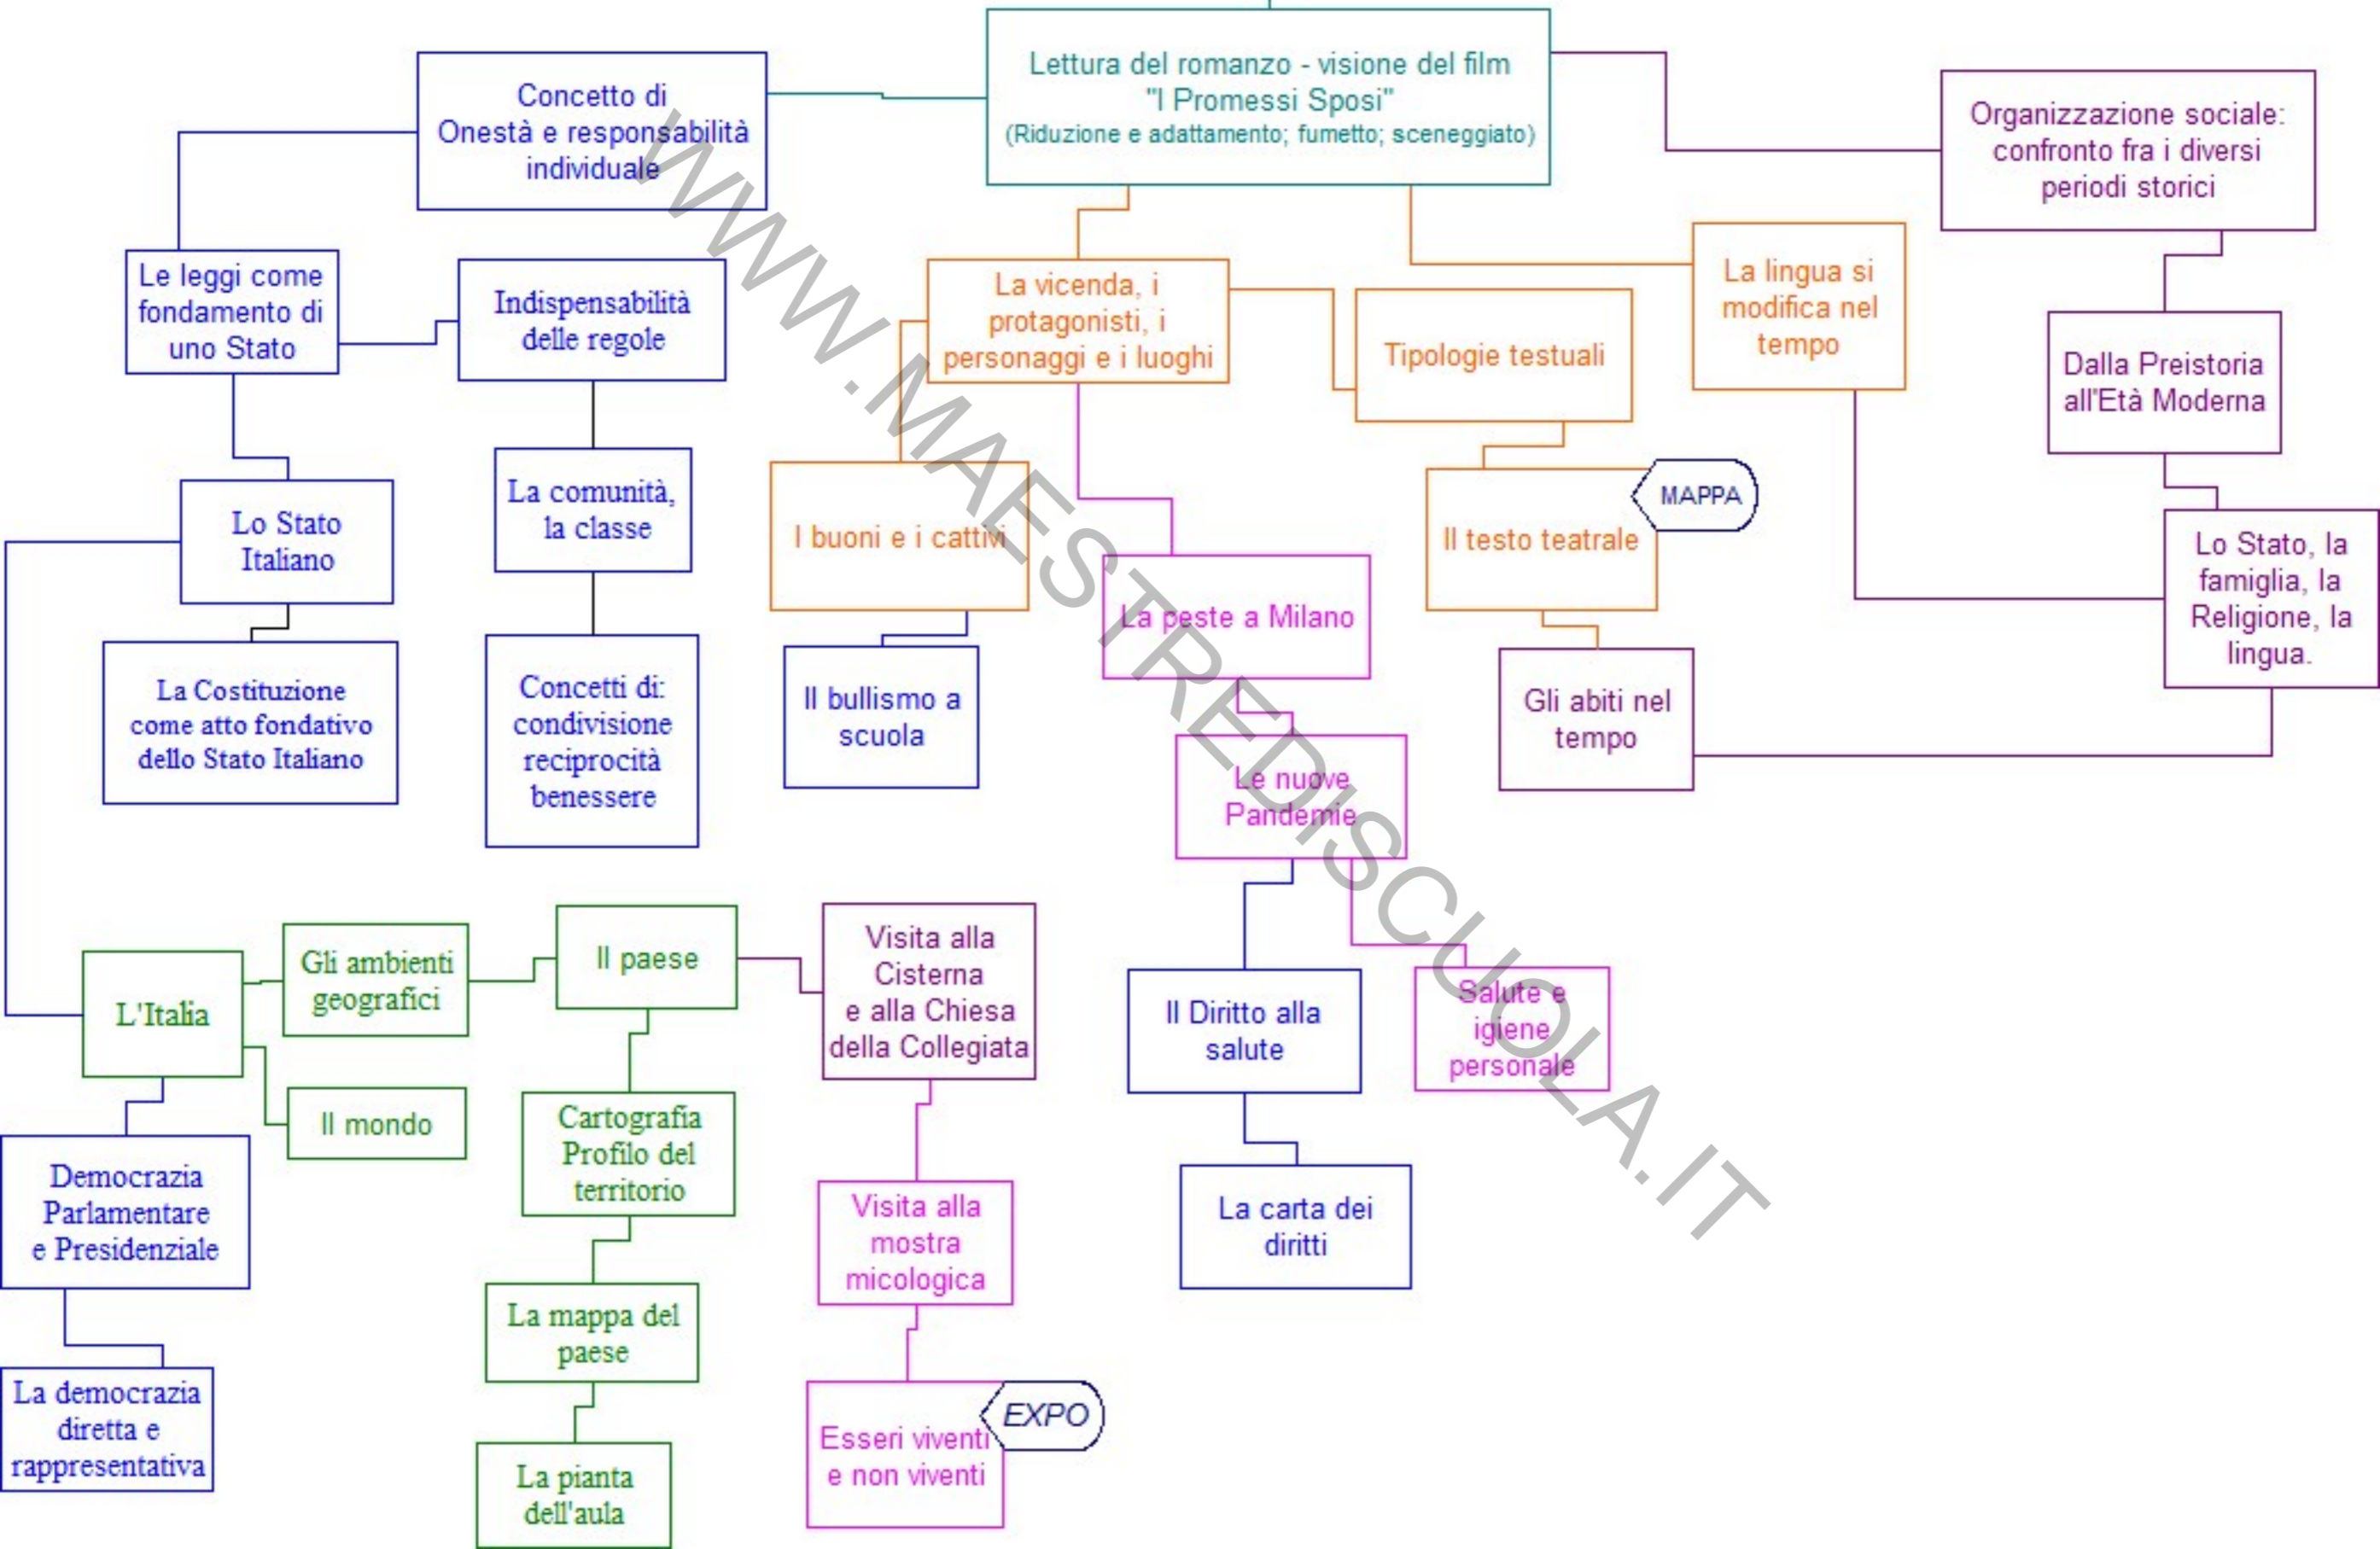 Lettura del romanzo - visione del film
"I Promessi Sposi"
(Riduzione e adattamento; fumetto; sceneggiato)
Concetto di
Onestà e responsabilità
individuale
Organizzazione sociale:
confronto fra i diversi
periodi storici
Le leggi come
fondamento di
uno Stato
Indispensabilità
delle regole
La vicenda, i
protagonisti, i
personaggi e i luoghi
Tipologie testuali
La lingua si
modifica nel
tempo
Dalla Preistoria
all'Età Moderna
Lo Stato
Italiano
La comunità,
la classe
I buoni e i cattivi
La peste a Milano
Il testo teatrale
MAPPA
Lo Stato, la
famiglia, la
Religione, la
lingua.
La Costituzione
come atto fondativo
dello Stato Italiano
Concetti di:
condivisione
reciprocità
benessere
Il bullismo a
scuola
Le nuove
Pandemie
Gli abiti nel
tempo
L'Italia
Gli ambienti
geografici
Il paese
Visita alla
Cisterna
e alla Chiesa
della Collegiata
Il Diritto alla
salute
Salute e
igiene
personale
Il mondo
Democrazia
Parlamentare
e Presidenziale
Cartografia
Profilo del
territorio
Visita alla
mostra
micologica
La carta dei
diritti
La democrazia
diretta e
rappresentativa
La mappa del
paese
Esseri viventi
e non viventi
EXPO
La pianta
dell'aula
WWW.MAESTREDISCUOLA.IT